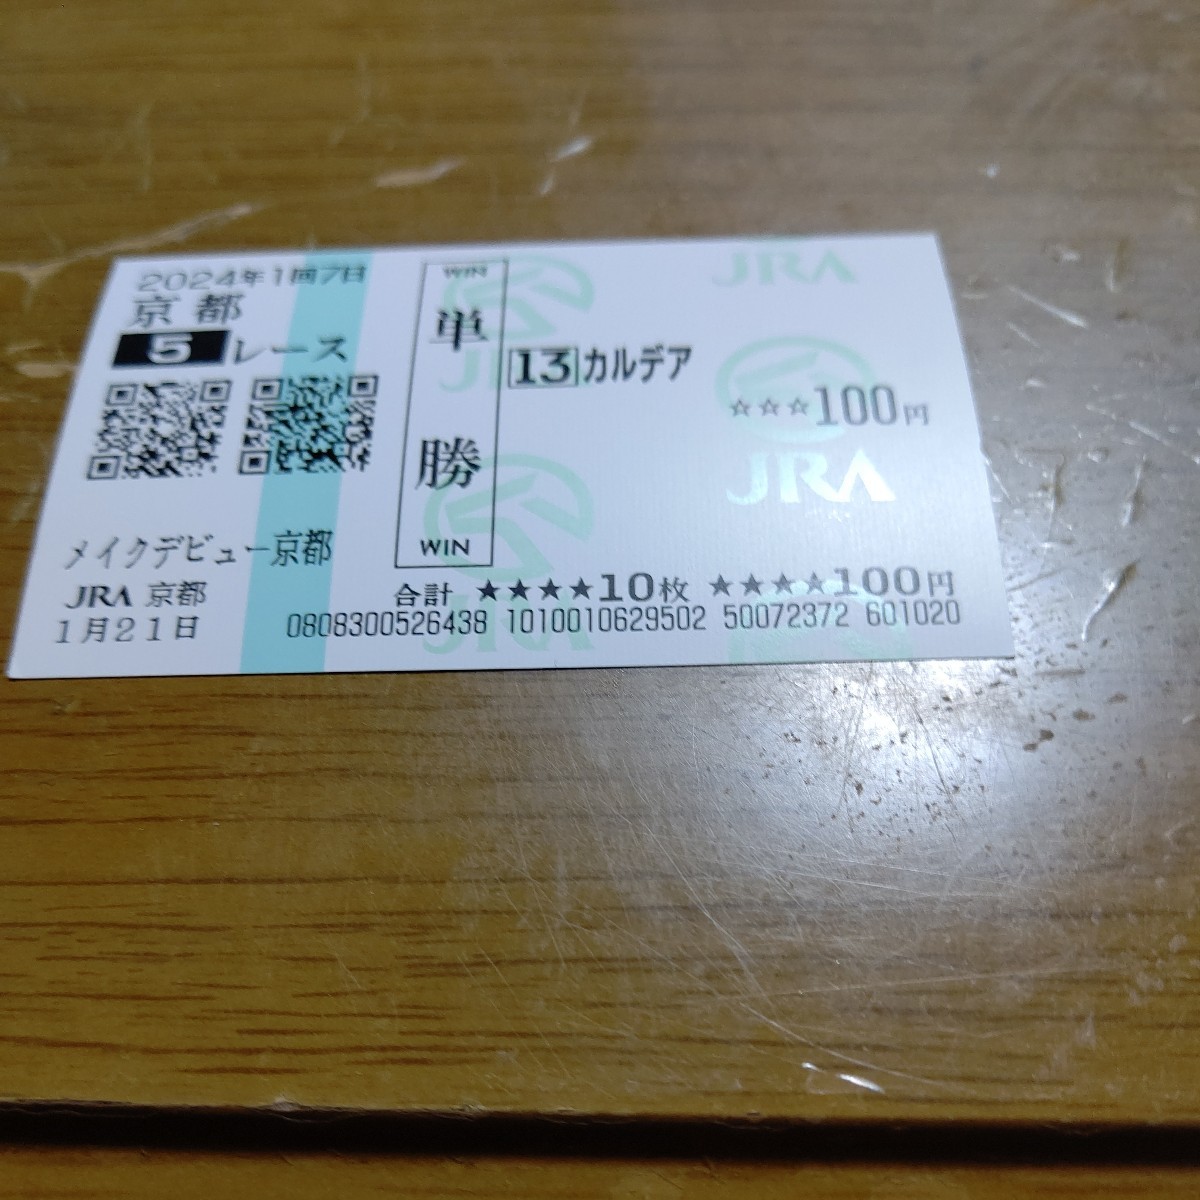 2024年1回7日
京都
5レース
メイクデビュー京都
JRA 京都
1月21日
WIN
単勝
WIN
13 カルデア
☆☆☆100円
JRA
JRA
合計 ★★★★10枚 ★★★★100円
0808300526438 1010010629502 50072372 601020